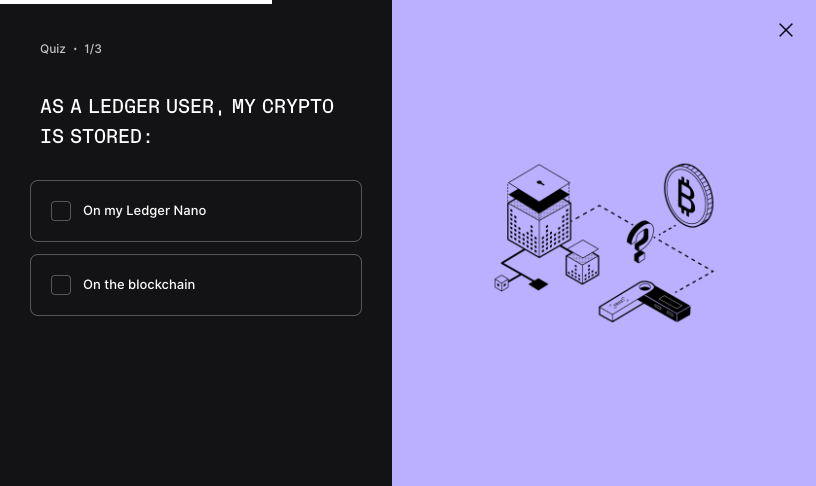 Quiz • 1/3
AS A LEDGER USER, MY CRYPTO
IS STORED:
On my Ledger Nano
On the blockchain